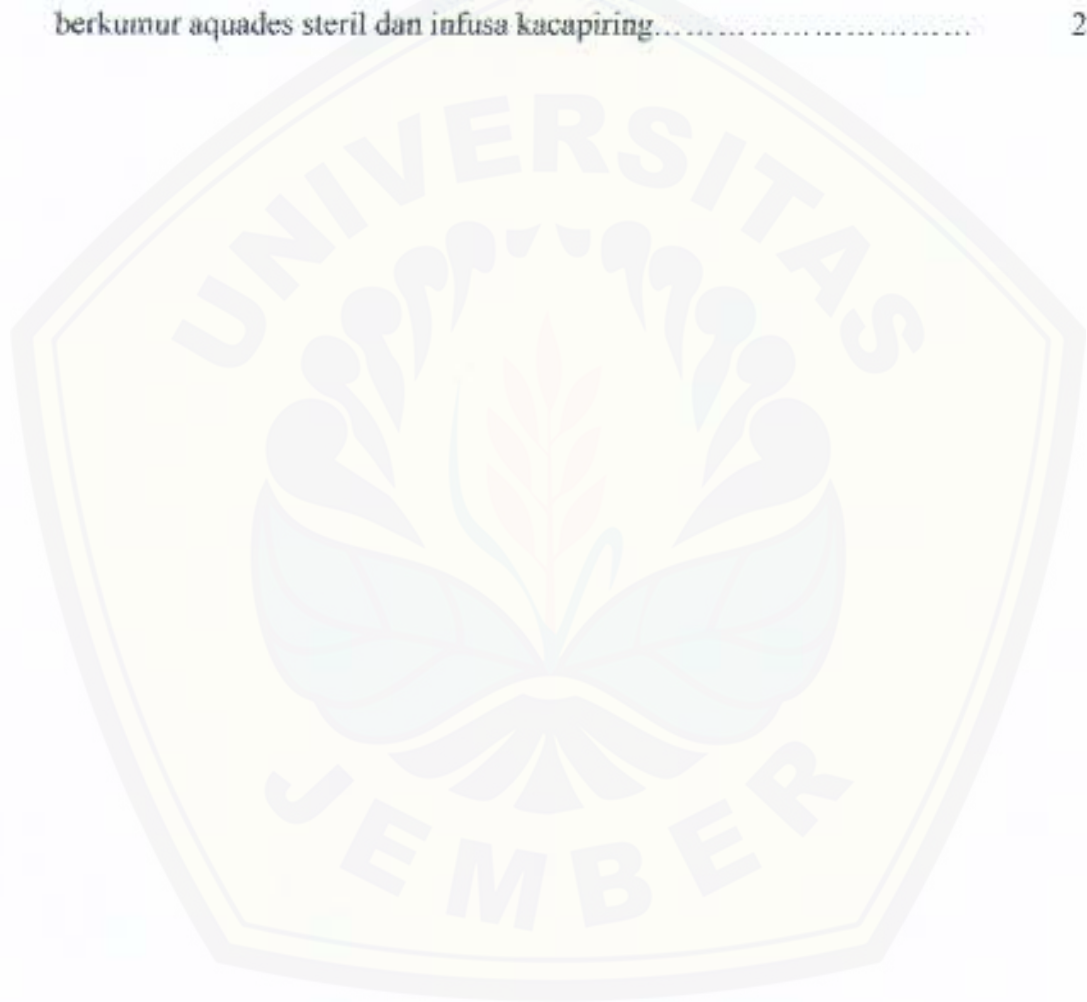 berkumur aquades steril dan infusa kacapiring.................................... 2
UNIVERSITAS
JEMBER